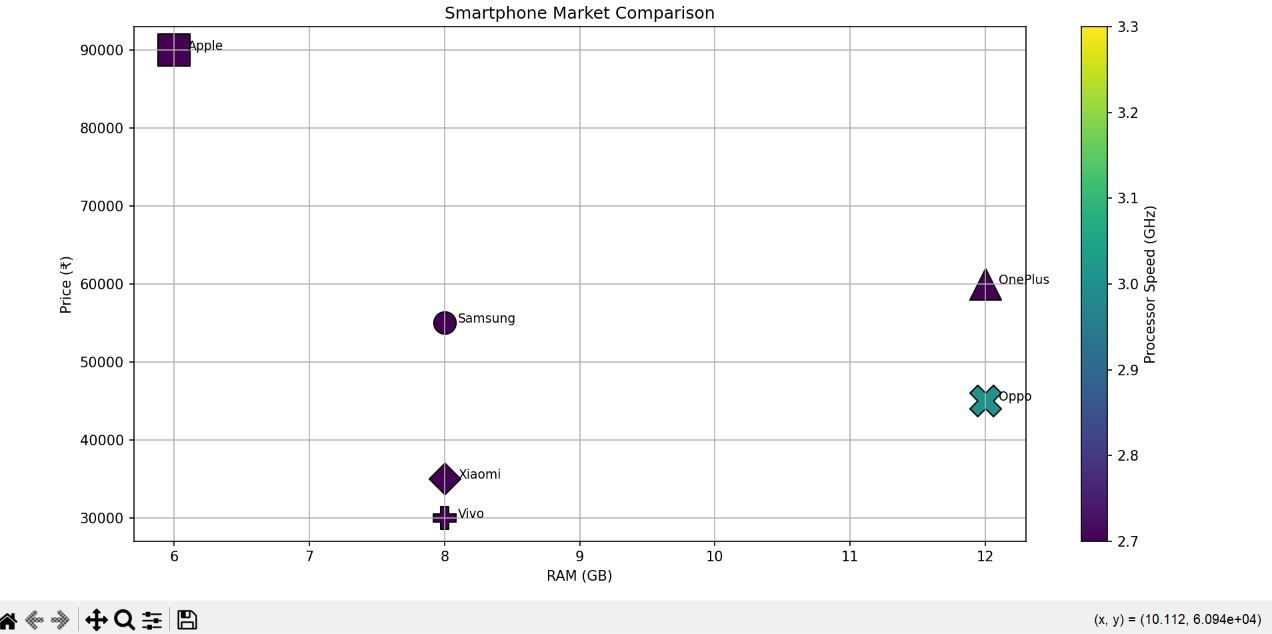 Smartphone Market Comparison
90000
80000
70000
60000
50000
40000
30000
Price (₹)
Apple
Samsung
OnePlus
Oppo
Xiaomi
Vivo
6 7 8 9 10 11 12
RAM (GB)
3.3
3.2
3.1
3.0
2.9
2.8
2.7
Processor Speed (GHz)
(x, y) = (10.112, 6.094e+04)